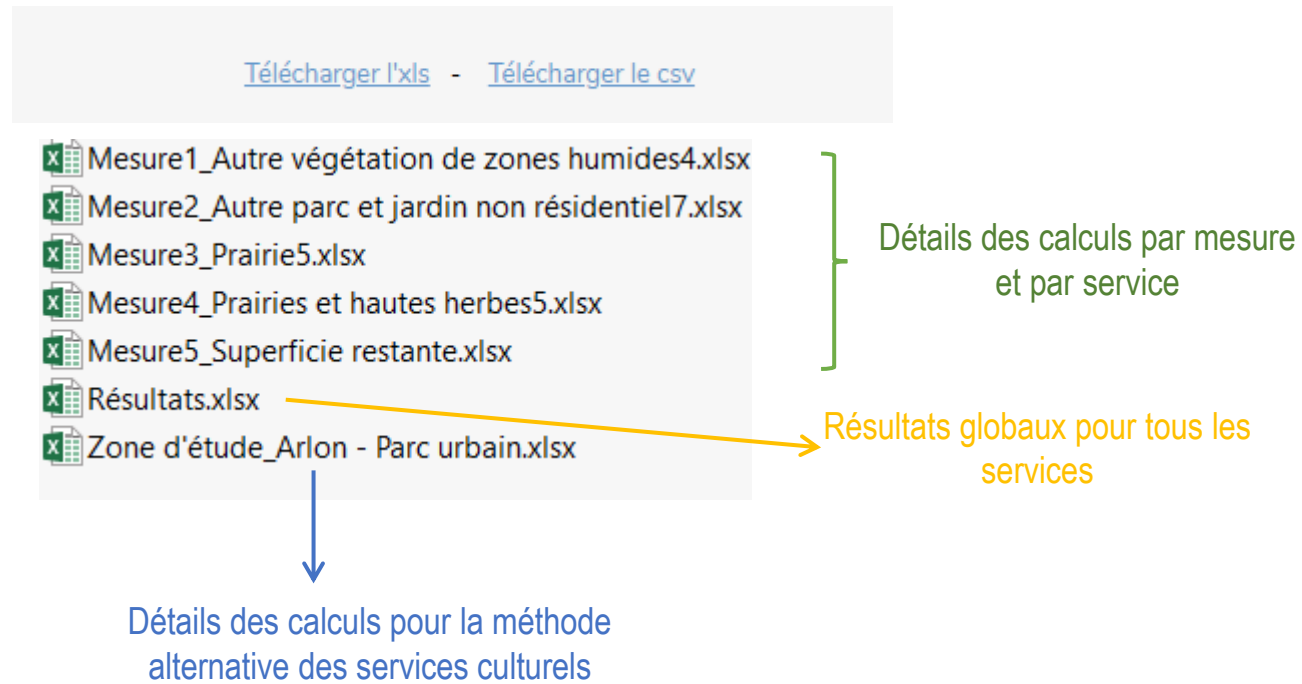 Télécharger l'xls - Télécharger le csv
Mesure1_Autre végétation de zones humides4.xlsx
Mesure2_Autre parc et jardin non résidentiel7.xlsx
Mesure3_Prairie5.xlsx
Mesure4_Prairies et hautes herbes5.xlsx
Mesure5_Superficie restante.xlsx
Résultats.xlsx
Zone d'étude_Arlon - Parc urbain.xlsx
Détails des calculs par mesure
et par service
Résultats globaux pour tous les
services
Détails des calculs pour la méthode
alternative des services culturels